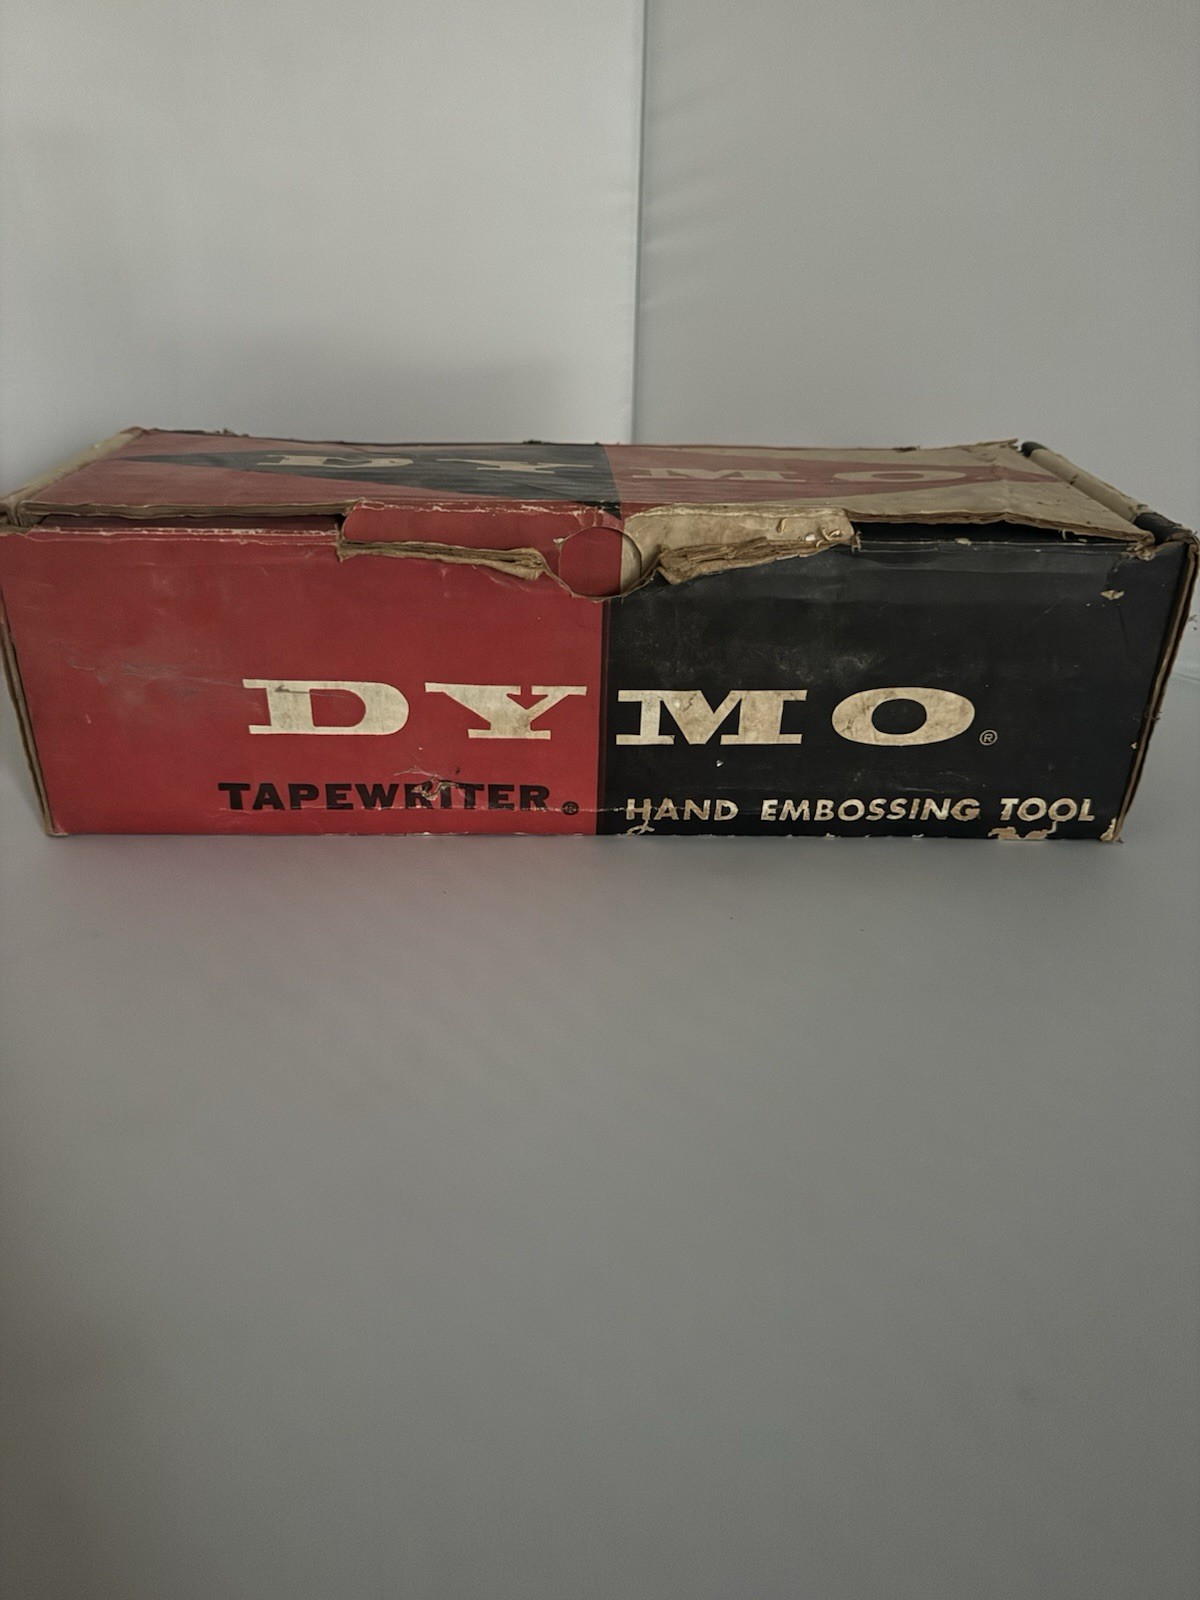 DYMO
DYMO®
TAPEWRITER® HAND EMBOSSING TOOL